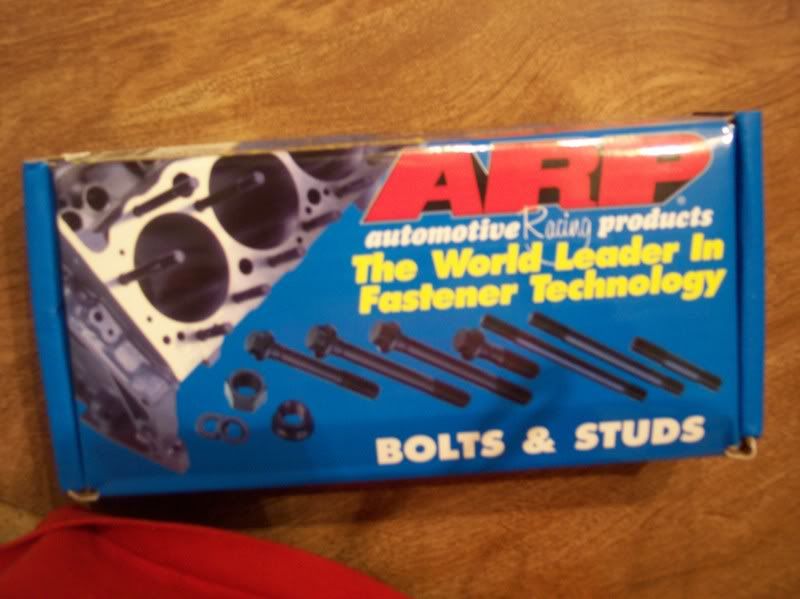 ARP®
automotive Racing products
The World Leader In
Fastener Technology
BOLTS & STUDS